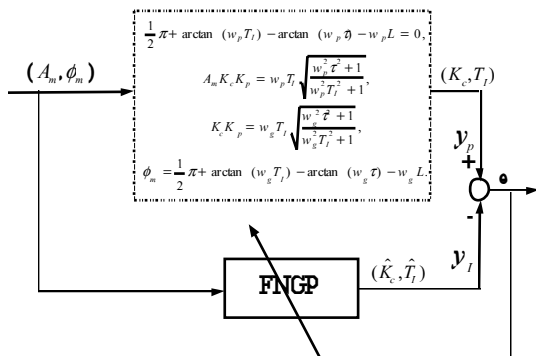 ½π + arctan (w_p T_I) − arctan (w_p τ) − w_p L = 0,
(A_m, ϕ_m)
A_m K_c K_p = w_p T_I √((w_p² τ² + 1)/(w_p² T_I² + 1)),
(K_c, T_I)
K_c K_p = w_g T_I √((w_g² τ² + 1)/(w_g² T_I² + 1)),
y_p
+
ϕ_m = ½π + arctan (w_g T_I) − arctan (w_g τ) − w_g L.
e
-
(K̂_c, T̂_I)
y_I
FNGP